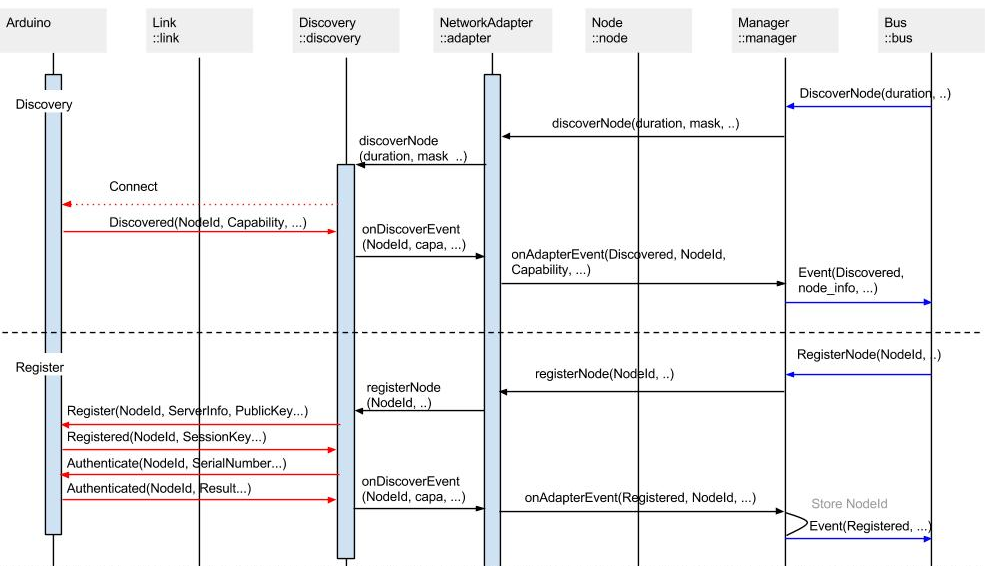 Arduino
Link
::link
Discovery
::discovery
NetworkAdapter
::adapter
Node
::node
Manager
::manager
Bus
::bus
Discovery
DiscoverNode(duration, ..)
discoverNode(duration, mask, ..)
discoverNode
(duration, mask ..)
Connect
Discovered(NodeId, Capability, ...)
onDiscoverEvent
(NodeId, capa, ...)
onAdapterEvent(Discovered, NodeId,
Capability, ...)
Event(Discovered,
node_info, ...)
Register
RegisterNode(NodeId, ..)
registerNode(NodeId, ..)
registerNode
(NodeId, ..)
Register(NodeId, ServerInfo, PublicKey...)
Registered(NodeId, SessionKey...)
Authenticate(NodeId, SerialNumber...)
Authenticated(NodeId, Result...)
onDiscoverEvent
(NodeId, capa, ...)
onAdapterEvent(Registered, NodeId, ...)
Store NodeId
Event(Registered, ...)